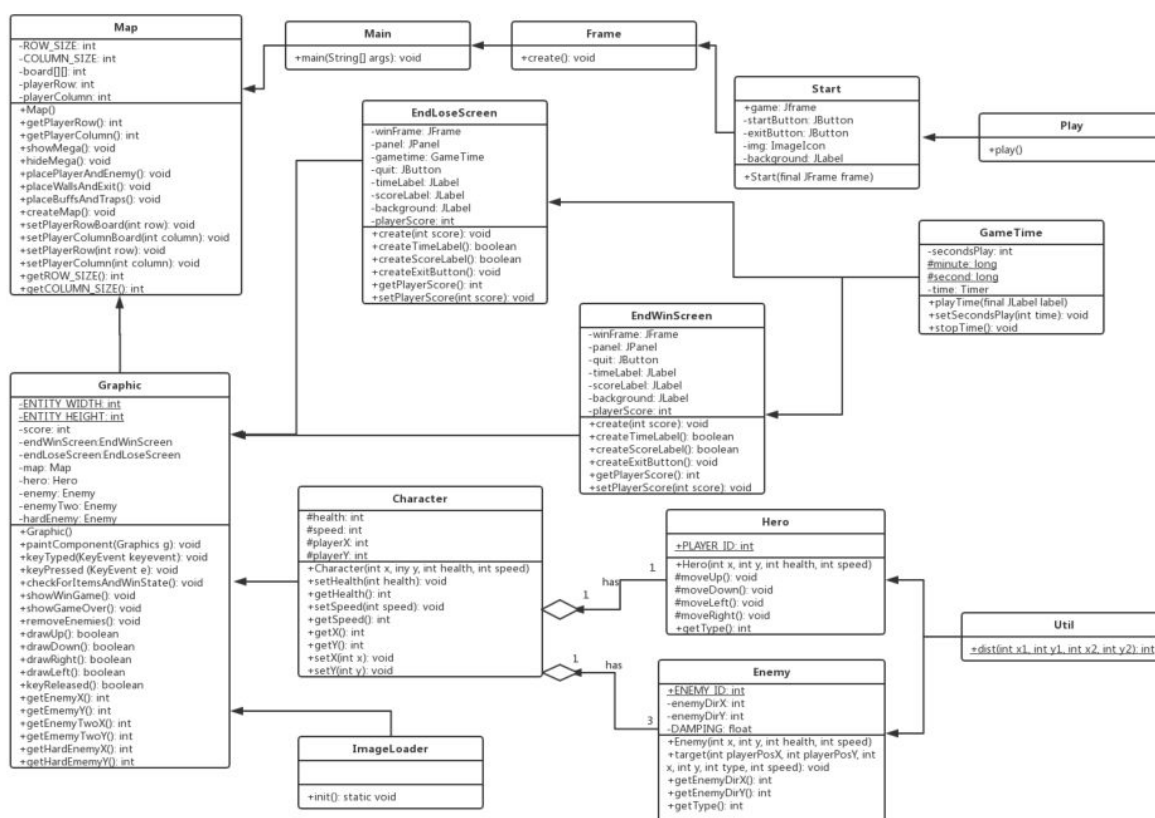 Map
-ROW_SIZE: int
-COLUMN_SIZE: int
-board[][]: int
-playerRow: int
-playerColumn: int
+Map()
+getPlayerRow(): int
+getPlayerColumn(): int
+showMega(): void
+hideMega(): void
+placePlayerAndEnemy(): void
+placeWallsAndExit(): void
+placeBuffsAndTraps(): void
+createMap(): void
+setPlayerRowBoard(int row): void
+setPlayerColumnBoard(int column): void
+setPlayerRow(int row): void
+setPlayerColumn(int column): void
+getROW_SIZE(): int
+getCOLUMN_SIZE(): int
Main
+main(String[] args): void
Frame
+create(): void
Start
+game: Jframe
-startButton: JButton
-exitButton: JButton
-img: ImageIcon
-background: JLabel
+Start(final JFrame frame)
Play
+play()
EndLoseScreen
-winFrame: JFrame
-panel: JPanel
-gametime: GameTime
-quit: JButton
-timeLabel: JLabel
-scoreLabel: JLabel
-background: JLabel
-playerScore: int
+create(int score): void
+createTimeLabel(): boolean
+createScoreLabel(): boolean
+createExitButton(): void
+getPlayerScore(): int
+setPlayerScore(int score): void
GameTime
-secondsPlay: int
#minute: long
#second: long
-time: Timer
+playTime(final JLabel label)
+setSecondsPlay(int time): void
+stopTime(): void
EndWinScreen
-winFrame: JFrame
-panel: JPanel
-quit: JButton
-timeLabel: JLabel
-scoreLabel: JLabel
-background: JLabel
-playerScore: int
+create(int score): void
+createTimeLabel(): boolean
+createScoreLabel(): boolean
+createExitButton(): void
+getPlayerScore(): int
+setPlayerScore(int score): void
Graphic
-ENTITY_WIDTH: int
-ENTITY_HEIGHT: int
-score: int
-endWinScreen:EndWinScreen
-endLoseScreen:EndLoseScreen
-map: Map
-hero: Hero
-enemy: Enemy
-enemyTwo: Enemy
-hardEnemy: Enemy
+Graphic()
+paintComponent(Graphics g): void
+keyTyped(KeyEvent keyevent): void
+keyPressed (KeyEvent e): void
+checkForItemsAndWinState(): void
+showWinGame(): void
+showGameOver(): void
+removeEnemies(): void
+drawUp(): boolean
+drawDown(): boolean
+drawRight(): boolean
+drawLeft(): boolean
+keyReleased(): boolean
+getEnemyX(): int
+getEmemyY(): int
+getEnemyTwoX(): int
+getEmemyTwoY(): int
+getHardEnemyX(): int
+getHardEmemyY(): int
Character
#health: int
#speed: int
#playerX: int
#playerY: int
+Character(int x, iny y, int health, int speed)
+setHealth(int health): void
+getHealth(): int
+setSpeed(int speed): void
+getSpeed(): int
+getX(): int
+getY(): int
+setX(int x): void
+setY(int y): void
1
has
1
Hero
+PLAYER_ID: int
+Hero(int x, int y, int health, int speed)
#moveUp(): void
#moveDown(): void
#moveLeft(): void
#moveRight(): void
+getType(): int
Util
+dist(int x1, int y1, int x2, int y2): int
1
has
3
Enemy
+ENEMY_ID: int
-enemyDirX: int
-enemyDirY: int
-DAMPING: float
+Enemy(int x, int y, int health, int speed)
+target(int playerPosX, int playerPosY, int
x, int y, int type, int speed): void
+getEnemyDirX(): int
+getEnemyDirY(): int
+getType(): int
ImageLoader
+init(): static void